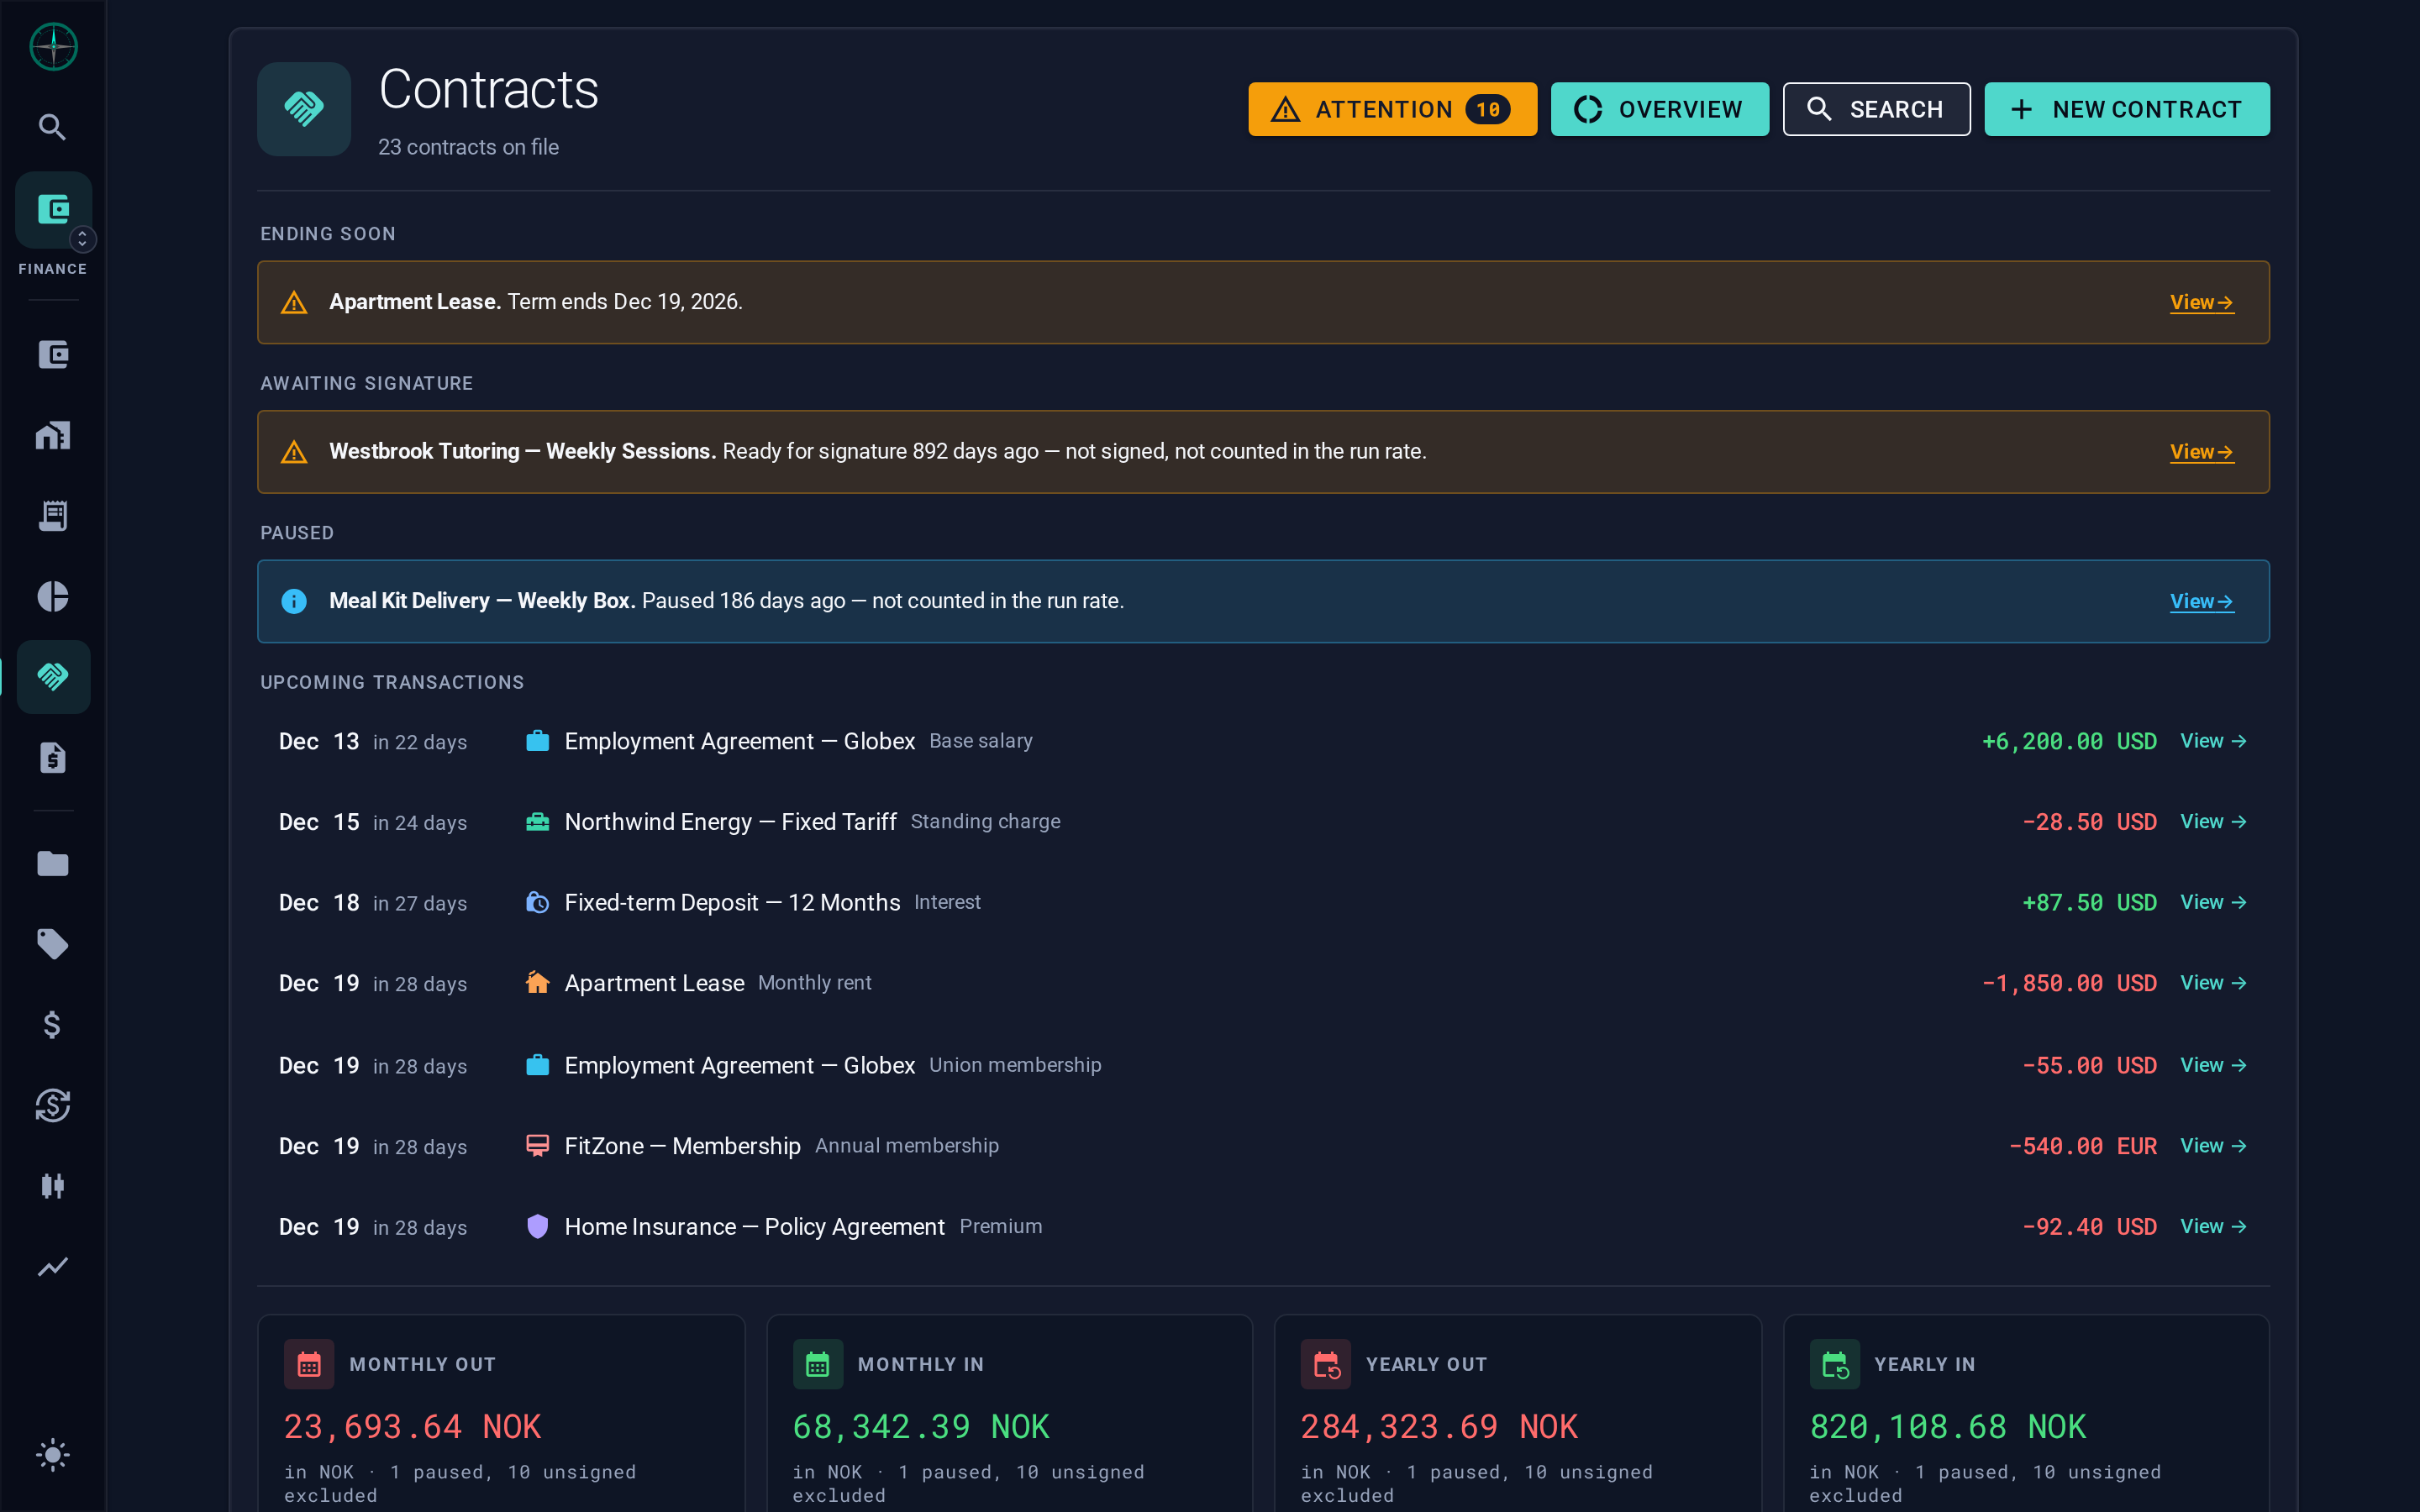 Contracts
23 contracts on file
ATTENTION 10
OVERVIEW
SEARCH
NEW CONTRACT
FINANCE
ENDING SOON
Apartment Lease. Term ends Dec 19, 2026.
View→
AWAITING SIGNATURE
Westbrook Tutoring — Weekly Sessions. Ready for signature 892 days ago — not signed, not counted in the run rate.
View→
PAUSED
Meal Kit Delivery — Weekly Box. Paused 186 days ago — not counted in the run rate.
View→
UPCOMING TRANSACTIONS
Dec 13 in 22 days Employment Agreement — Globex Base salary +6,200.00 USD View →
Dec 15 in 24 days Northwind Energy — Fixed Tariff Standing charge −28.50 USD View →
Dec 18 in 27 days Fixed-term Deposit — 12 Months Interest +87.50 USD View →
Dec 19 in 28 days Apartment Lease Monthly rent −1,850.00 USD View →
Dec 19 in 28 days Employment Agreement — Globex Union membership −55.00 USD View →
Dec 19 in 28 days FitZone — Membership Annual membership −540.00 EUR View →
Dec 19 in 28 days Home Insurance — Policy Agreement Premium −92.40 USD View →
MONTHLY OUT
23,693.64 NOK
in NOK · 1 paused, 10 unsigned
excluded
MONTHLY IN
68,342.39 NOK
in NOK · 1 paused, 10 unsigned
excluded
YEARLY OUT
284,323.69 NOK
in NOK · 1 paused, 10 unsigned
excluded
YEARLY IN
820,108.68 NOK
in NOK · 1 paused, 10 unsigned
excluded